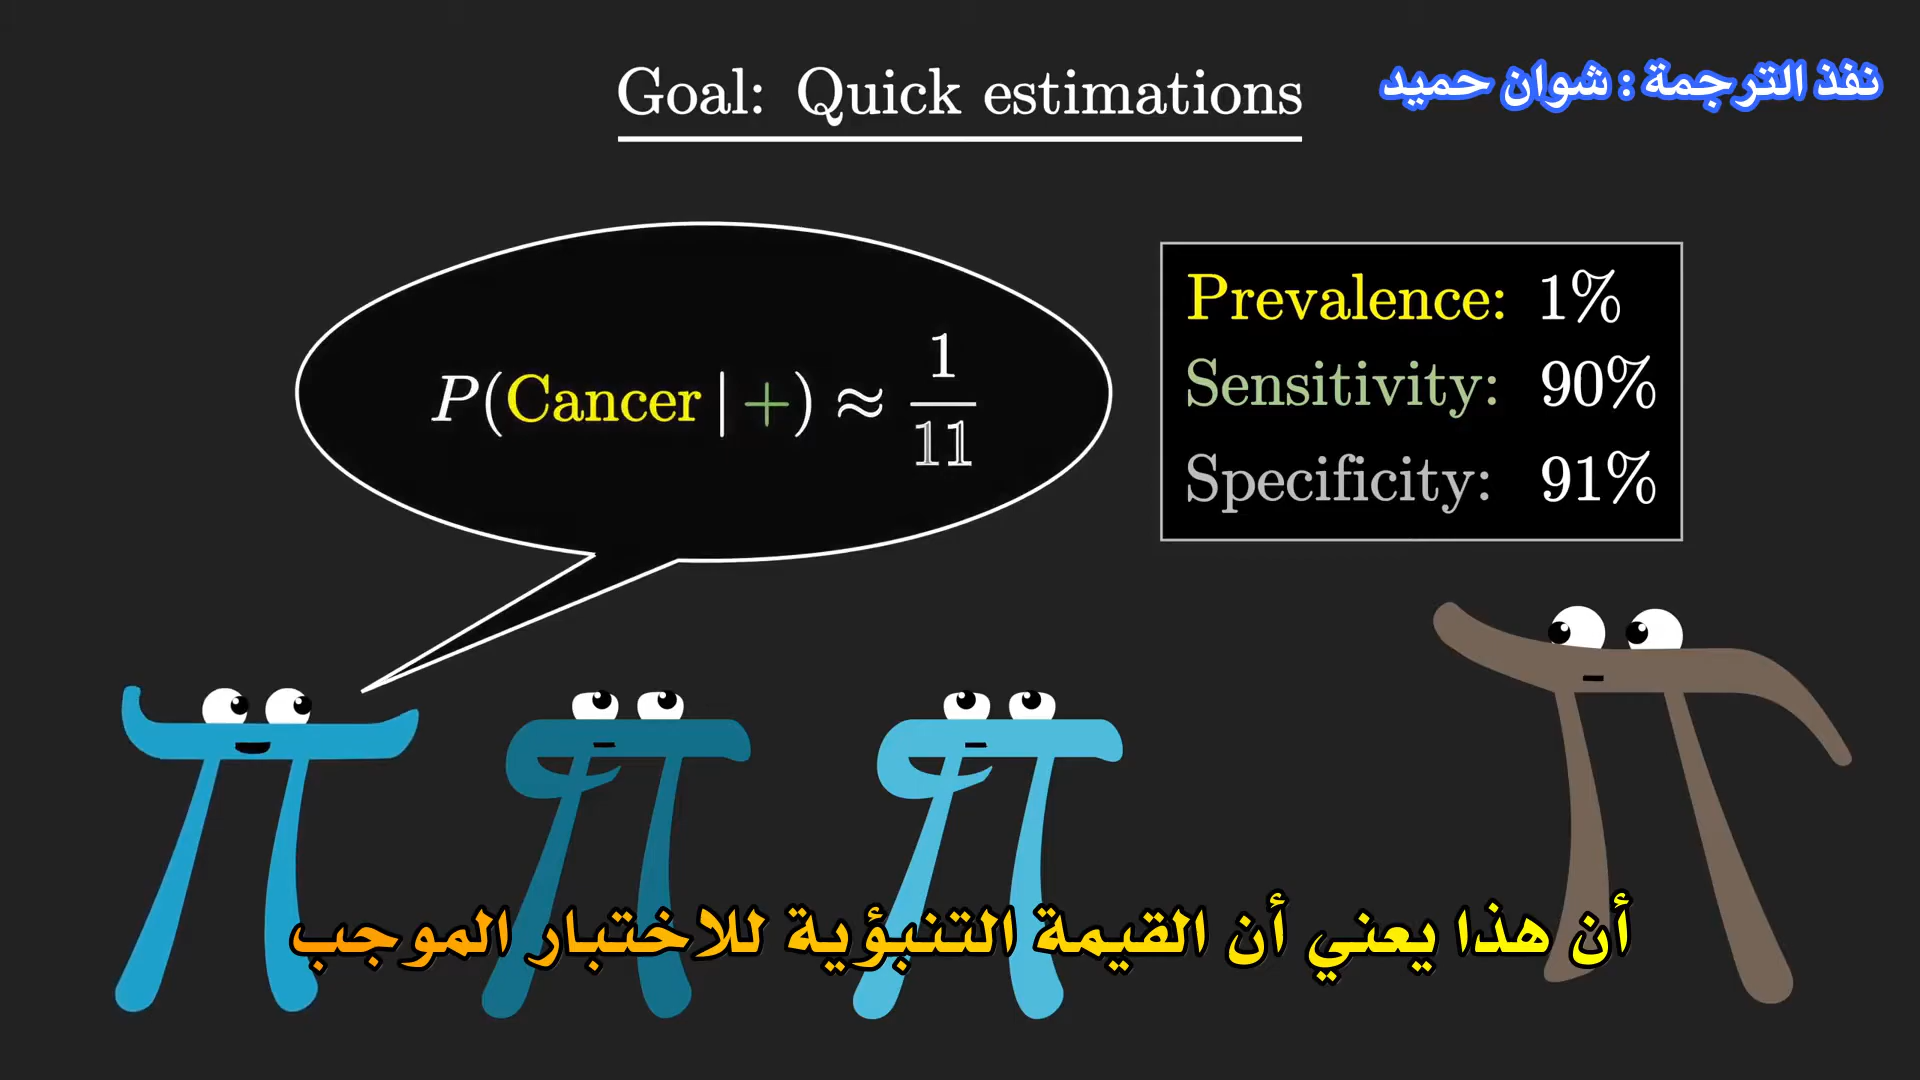 Goal: Quick estimations
نفذ الترجمة : شوان حميد
P(Cancer | +) ≈ 1/11
Prevalence: 1%
Sensitivity: 90%
Specificity: 91%
أن هذا يعني أن القيمة التنبؤية للاختبار الموجب